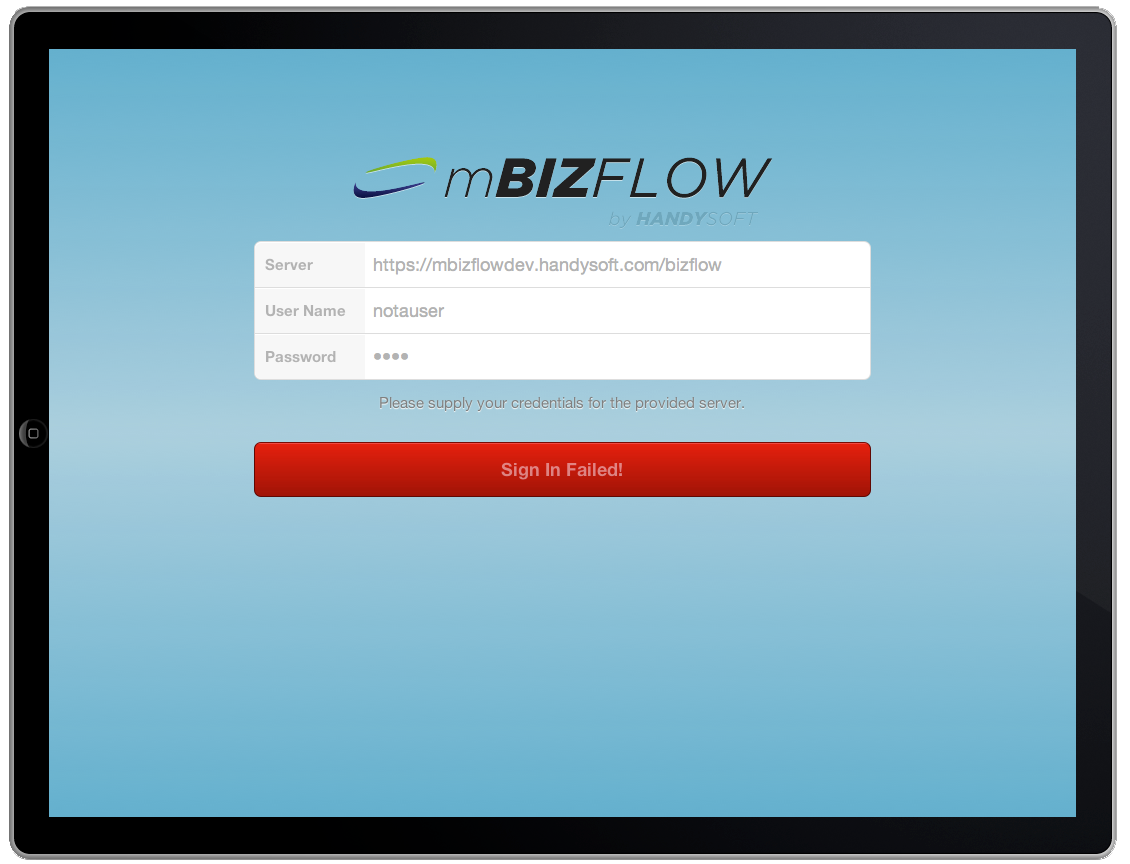 mBIZFLOW
by HANDYSOFT
Server https://mbizflowdev.handysoft.com/bizflow
User Name notauser
Password ••••
Please supply your credentials for the provided server.
Sign In Failed!